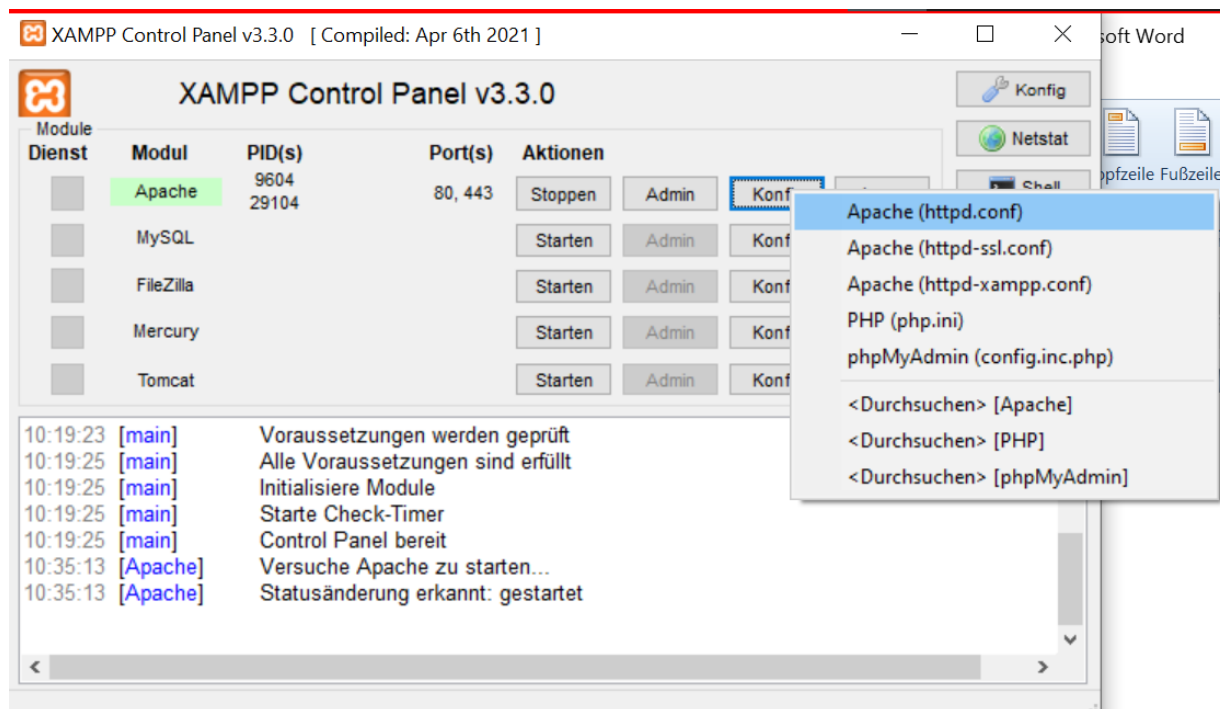 XAMPP Control Panel v3.3.0 [ Compiled: Apr 6th 2021 ]
soft Word
XAMPP Control Panel v3.3.0
Konfig
Module
Netstat
Dienst Modul PID(s) Port(s) Aktionen
Shell
opfzeile Fußzeile
Apache 9604 29104 80, 443 Stoppen Admin Konfi
MySQL Starten Admin Konf
FileZilla Starten Admin Konf
Mercury Starten Admin Konf
Tomcat Starten Admin Konf
Apache (httpd.conf)
Apache (httpd-ssl.conf)
Apache (httpd-xampp.conf)
PHP (php.ini)
phpMyAdmin (config.inc.php)
<Durchsuchen> [Apache]
<Durchsuchen> [PHP]
<Durchsuchen> [phpMyAdmin]
10:19:23 [main] Voraussetzungen werden geprüft
10:19:25 [main] Alle Voraussetzungen sind erfüllt
10:19:25 [main] Initialisiere Module
10:19:25 [main] Starte Check-Timer
10:19:25 [main] Control Panel bereit
10:35:13 [Apache] Versuche Apache zu starten...
10:35:13 [Apache] Statusänderung erkannt: gestartet